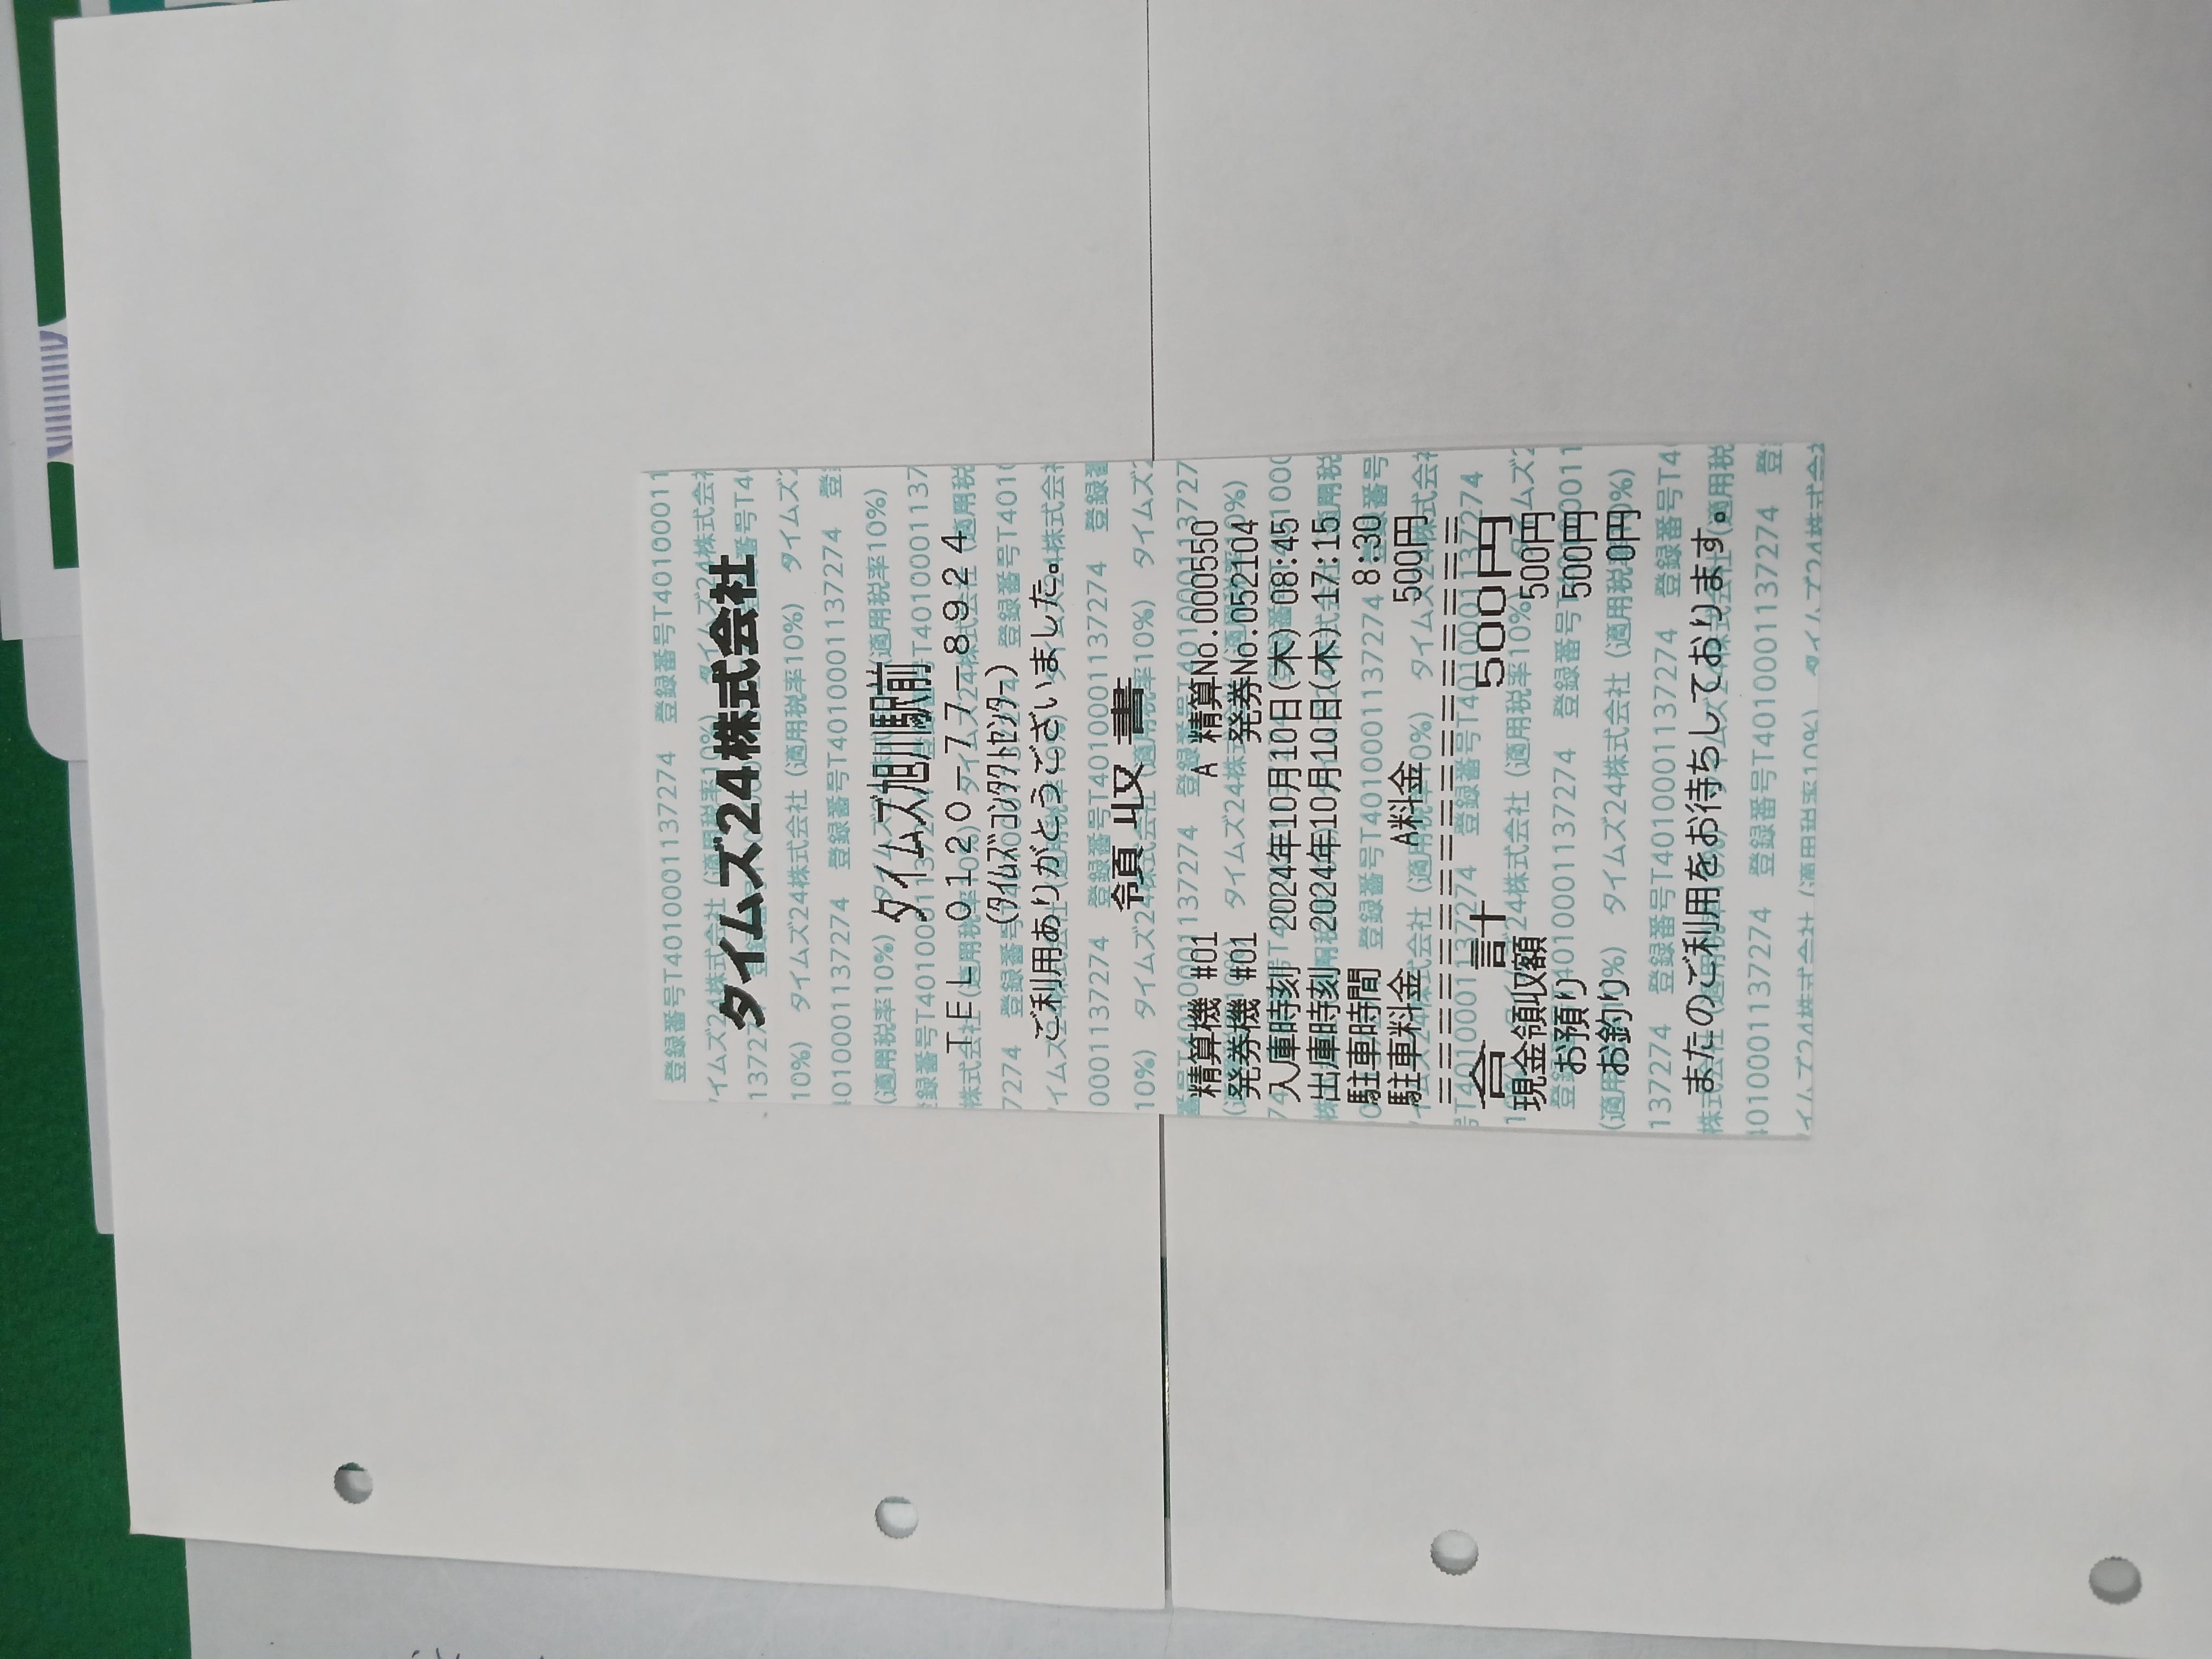 タイムズ24株式会社
タイムズ旭川駅前
TEL 0120-77-8924
(タイムズコンタクトセンター)
ご利用ありがとうございました。
領収書
精算機 #01 A 精算No.000550
発券機 #01 発券No.052104
入庫時刻 2024年10月10日(木) 08:45
出庫時刻 2024年10月10日(木) 17:15
駐車時間 8:30
駐車料金 A料金 500円
合計 500円
現金領収額 500円
お預り 500円
お釣り 0円
またのご利用をお待ちしております。
登録番号T4010001137274
タイムズ24株式会社 (適用税率10%)